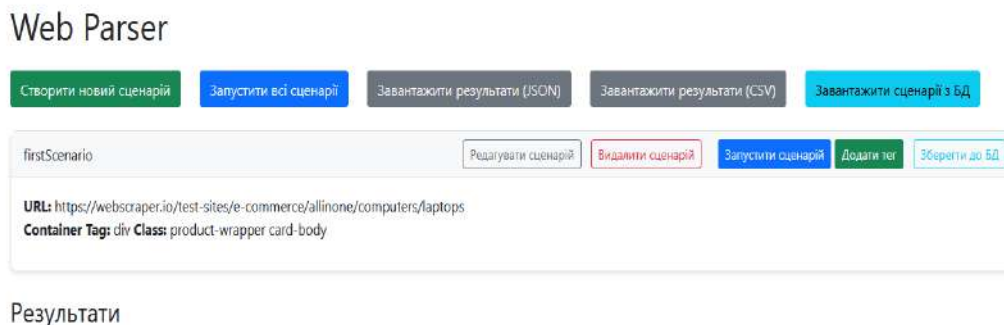 Web Parser
Створити новий сценарій Запустити всі сценарії Завантажити результати (JSON) Завантажити результати (CSV) Завантажити сценарії з БД
firstScenario Редагувати сценарій Видалити сценарій Запустити сценарій Додати тег Зберегти до БД
URL: https://webscraper.io/test-sites/e-commerce/allinone/computers/laptops
Container Tag: div Class: product-wrapper card-body
Результати